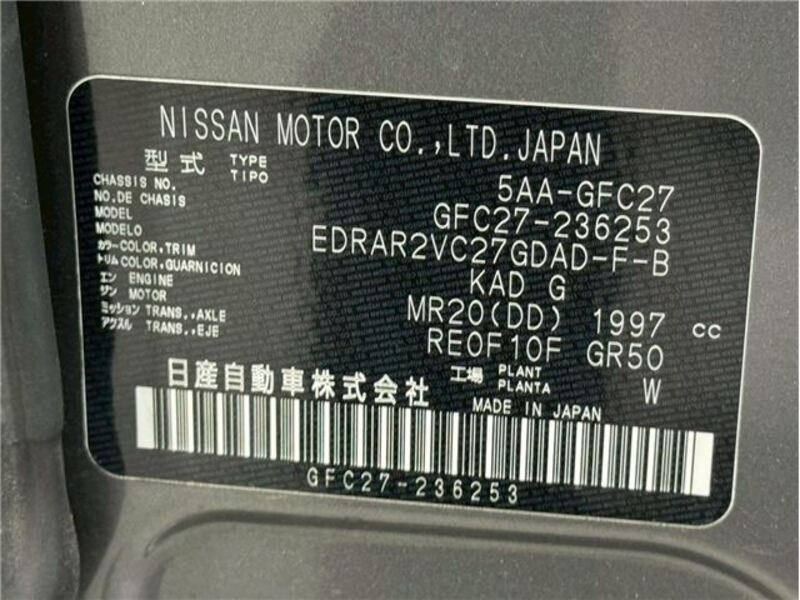 NISSAN MOTOR CO.,LTD.JAPAN
型式 TYPE TIPO 5AA-GFC27
CHASSIS NO. NO.DE CHASIS GFC27-236253
MODEL MODELO EDRAR2VC27GDAD-F-B
カラー COLOR,TRIM トリム COLOR,GUARNICION KAD G
エンジン ENGINE MOTOR MR20(DD) 1997 cc
ミッション TRANS.,AXLE アクスル TRANS.,EJE RE0F10F GR50
工場 PLANT PLANTA W
日産自動車株式会社 MADE IN JAPAN
GFC27-236253